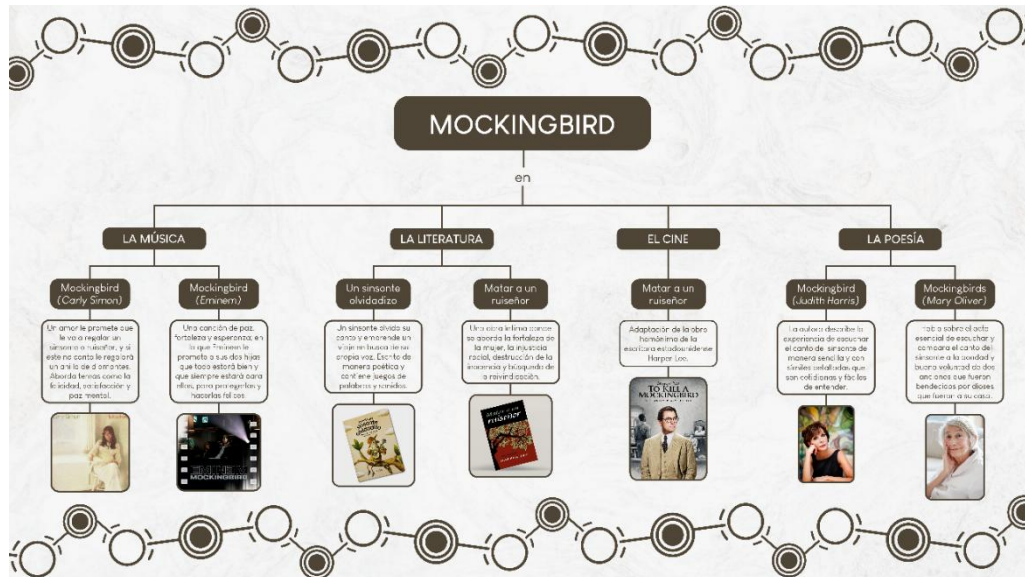 MOCKINGBIRD
en
LA MÚSICA
LA LITERATURA
EL CINE
LA POESÍA
Mockingbird
(Carly Simon)
Un amor le promete que
le va a regalar un
sinsonte o ruiseñor, y si
este no canta le regalará
un anillo de diamantes.
Aborda temas como la
felicidad, satisfacción y
paz mental.
Mockingbird
(Eminem)
Una canción de paz,
fortaleza y esperanza; en
la que Eminem le
promete a sus dos hijas
que todo estará bien y
que siempre estará para
ellas, para protegerlas y
hacerlas felices.
EMINEM
MOCKINGBIRD
Un sinsonte
olvidadizo
Un sinsonte olvida su
canto y emprende un
viaje en busca de su
propia voz. Escrito de
manera poética y
contiene juegos de
palabras y sonidos.
sinsonte
olvidadizo
Matar a un
ruiseñor
Una obra íntima donde
se aborda la fortaleza de
la mujer, la injusticia
racial, destrucción de la
inocencia y búsqueda de
la reivindicación.
Matar a un
ruiseñor
HARPER LEE
Matar a un
ruiseñor
Adaptación de la obra
homónima de la
escritora estadounidense
Harper Lee.
TO KILL A
MOCKINGBIRD
Mockingbird
(Judith Harris)
La autora describe la
experiencia de escuchar
el canto del sinsonte de
manera sencilla y con
símiles detallados que
son cotidianos y fáciles
de entender.
Mockingbirds
(Mary Oliver)
Habla sobre el acto
esencial de escuchar y
compara el canto del
sinsonte a la bondad y
buena voluntad de dos
ancianos que fueron
bendecidos por dioses
que fueron a su casa.